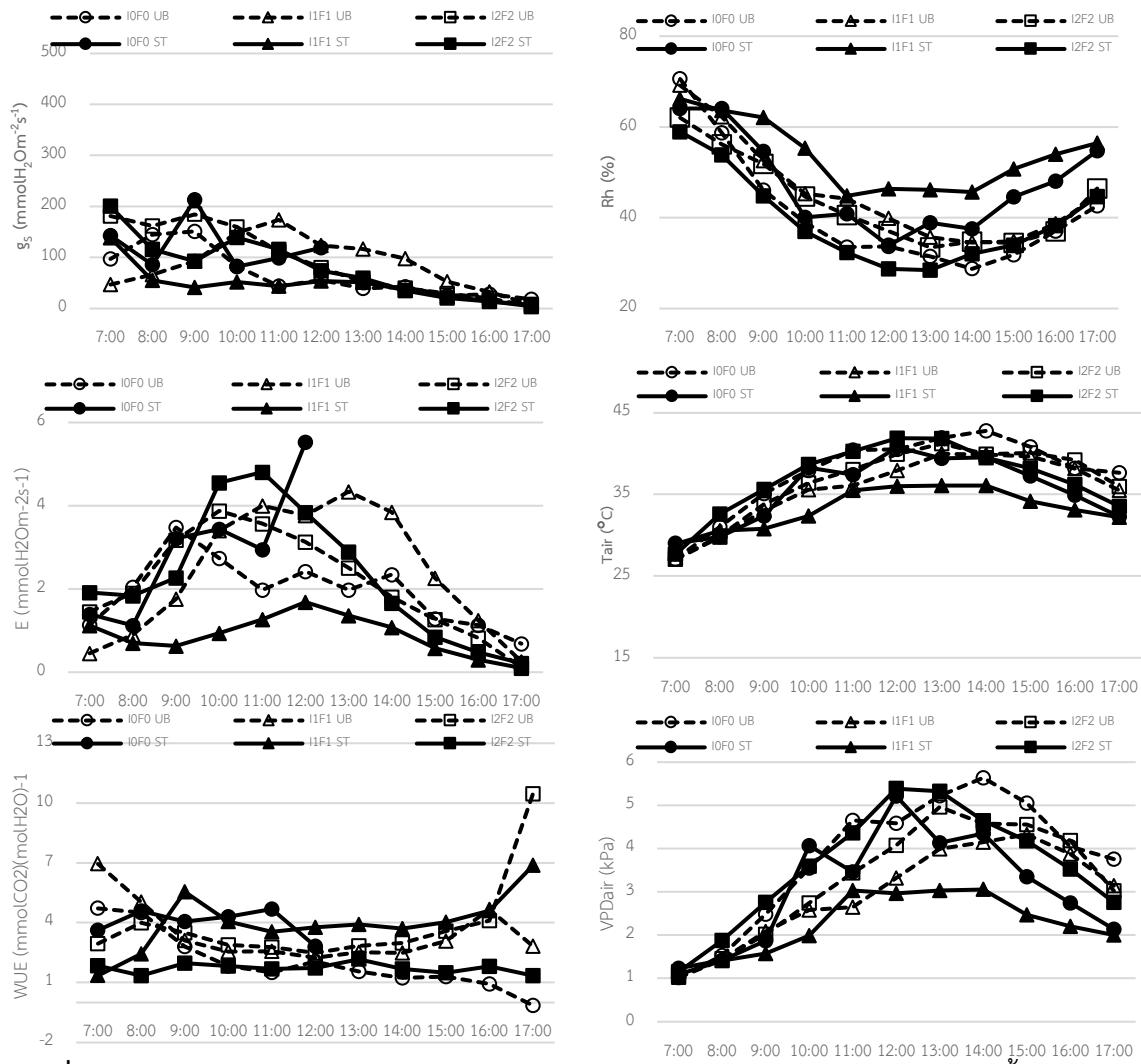 I0F0 UB I1F1 UB I2F2 UB
I0F0 ST I1F1 ST I2F2 ST
500
400
300
200
100
0
gs (mmolH2Om-2s-1)
7:00 8:00 9:00 10:00 11:00 12:00 13:00 14:00 15:00 16:00 17:00
I0F0 UB I1F1 UB I2F2 UB
I0F0 ST I1F1 ST I2F2 ST
80
60
40
20
Rh (%)
7:00 8:00 9:00 10:00 11:00 12:00 13:00 14:00 15:00 16:00 17:00
I0F0 UB I1F1 UB I2F2 UB
I0F0 ST I1F1 ST I2F2 ST
6
4
2
0
E (mmolH2Om-2s-1)
7:00 8:00 9:00 10:00 11:00 12:00 13:00 14:00 15:00 16:00 17:00
I0F0 UB I1F1 UB I2F2 UB
I0F0 ST I1F1 ST I2F2 ST
45
35
25
15
Tair (°C)
7:00 8:00 9:00 10:00 11:00 12:00 13:00 14:00 15:00 16:00 17:00
I0F0 UB I1F1 UB I2F2 UB
I0F0 ST I1F1 ST I2F2 ST
13
10
7
4
1
-2
WUE (mmolCO2)(molH2O)-1
7:00 8:00 9:00 10:00 11:00 12:00 13:00 14:00 15:00 16:00 17:00
I0F0 UB I1F1 UB I2F2 UB
I0F0 ST I1F1 ST I2F2 ST
6
5
4
3
2
1
0
VPDair (kPa)
7:00 8:00 9:00 10:00 11:00 12:00 13:00 14:00 15:00 16:00 17:00